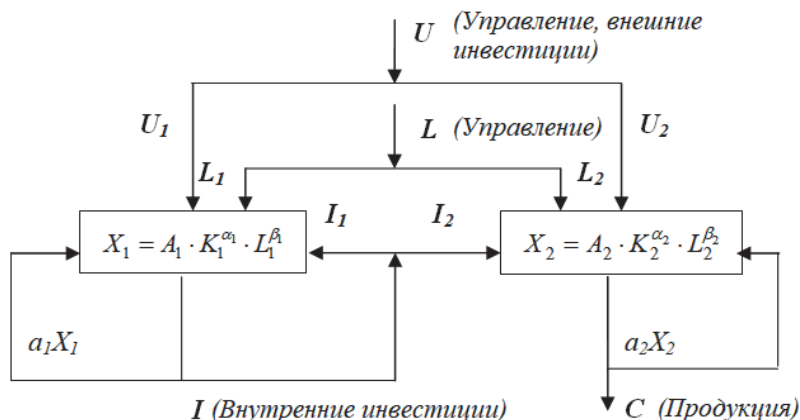 U (Управление, внешние
инвестиции)
U₁
L (Управление)
U₂
L₁
L₂
I₁
I₂
X₁ = A₁ · K₁^{α₁} · L₁^{β₁}
X₂ = A₂ · K₂^{α₂} · L₂^{β₂}
a₁X₁
a₂X₂
I (Внутренние инвестиции)
C (Продукция)